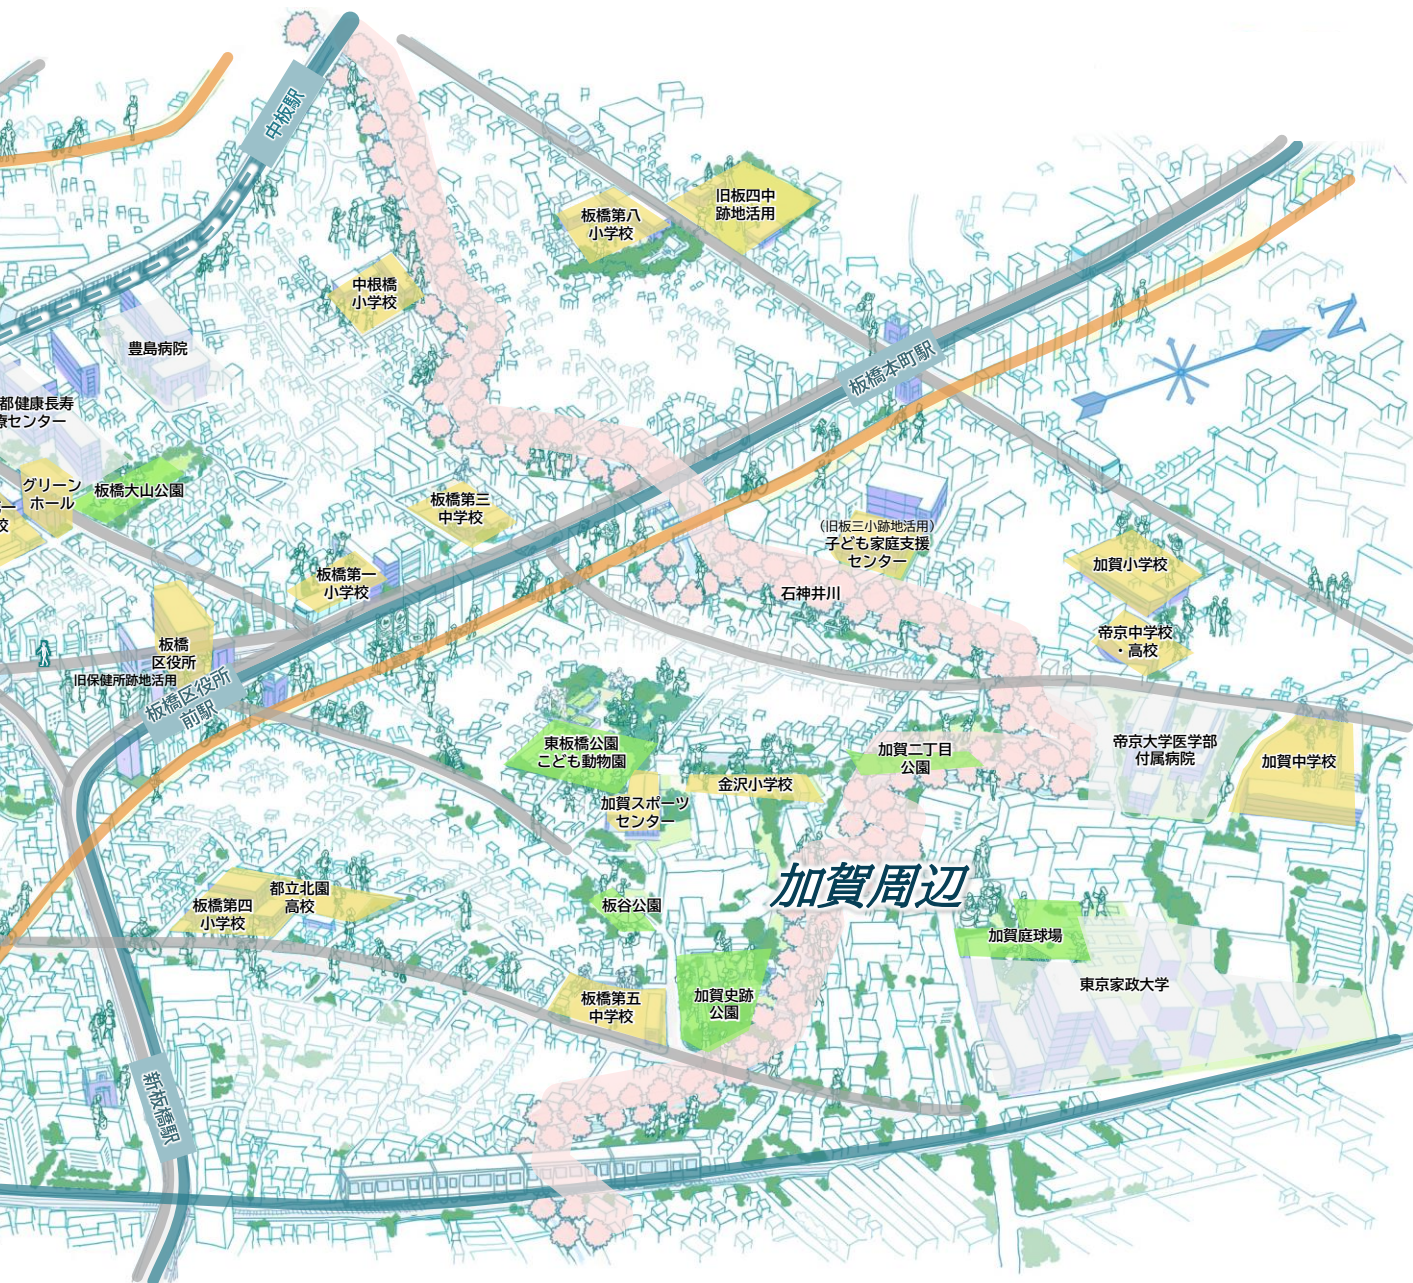 中板駅
旧板四中
跡地活用
板橋第八
小学校
中根橋
小学校
N
豊島病院
板橋本町駅
都健康長寿
療センター
グリーン
ホール
板橋大山公園
板橋第三
中学校
一
校
(旧板三小跡地活用)
子ども家庭支援
センター
加賀小学校
板橋第一
小学校
石神井川
帝京中学校
・高校
板橋
区役所
旧保健所跡地活用
板橋区役所
前駅
東板橋公園
こども動物園
加賀二丁目
公園
帝京大学医学部
付属病院
加賀中学校
金沢小学校
加賀スポーツ
センター
加賀周辺
都立北園
高校
板橋第四
小学校
板谷公園
加賀庭球場
東京家政大学
板橋第五
中学校
加賀史跡
公園
新板橋駅